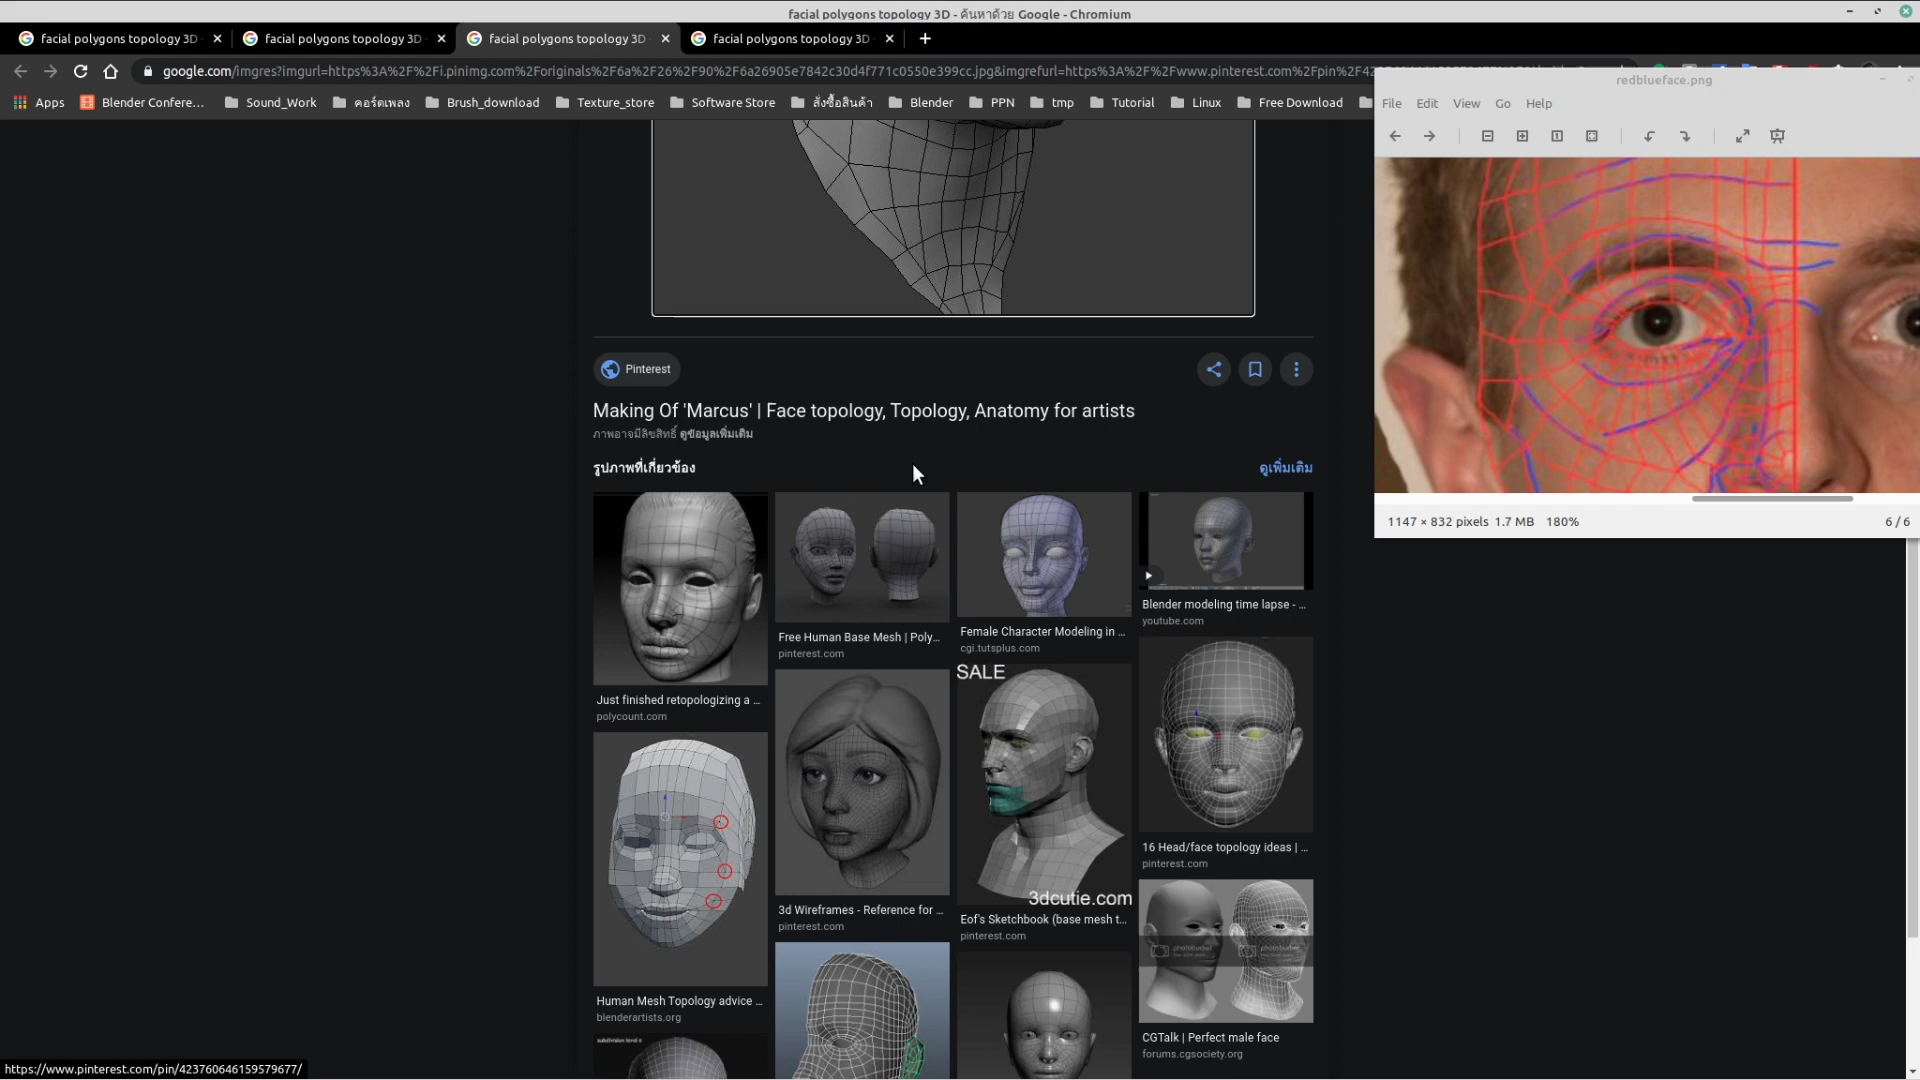 facial polygons topology 3D - ค้นหาด้วย Google - Chromium
facial polygons topology 3D
facial polygons topology 3D
facial polygons topology 3D
facial polygons topology 3D
google.com/imgres?imgurl=https%3A%2F%2Fi.pinimg.com%2Foriginals%2F6a%2F26%2F90%2F6a26905e7842c30d4f771c0550e399cc.jpg&imgrefurl=https%3A%2F%2Fwww.pinterest.com%2Fpin%2F42
Apps
Blender Confere...
Sound_Work
คอร์ดเพลง
Brush_download
Texture_store
Software Store
สั่งซื้อสินค้า
Blender
PPN
tmp
Tutorial
Linux
Free Download
redblueface.png
File Edit View Go Help
1147 × 832 pixels 1.7 MB 180%
6 / 6
Pinterest
Making Of 'Marcus' | Face topology, Topology, Anatomy for artists
ภาพอาจมีลิขสิทธิ์ ดูข้อมูลเพิ่มเติม
รูปภาพที่เกี่ยวข้อง
ดูเพิ่มเติม
Just finished retopologizing a ...
polycount.com
Free Human Base Mesh | Poly...
pinterest.com
Female Character Modeling in ...
cgi.tutsplus.com
Blender modeling time lapse - ...
youtube.com
SALE
3dcutie.com
16 Head/face topology ideas | ...
pinterest.com
3d Wireframes - Reference for ...
pinterest.com
Eof's Sketchbook (base mesh t...
pinterest.com
photobucket
photobucket
Human Mesh Topology advice ...
blenderartists.org
CGTalk | Perfect male face
forums.cgsociety.org
subdivision level 0
https://www.pinterest.com/pin/423760646159579677/